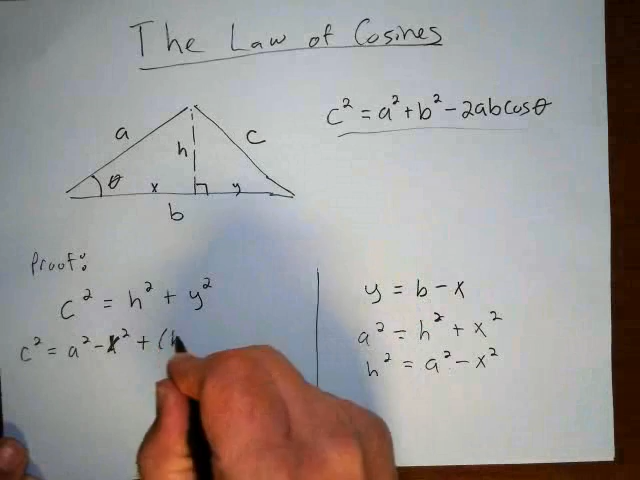 The Law of Cosines
c² = a² + b² - 2abcosθ
a
h
c
θ
x
y
b
Proof:
c² = h² + y²
c² = a² - x² + (b
y = b - x
a² = h² + x²
h² = a² - x²